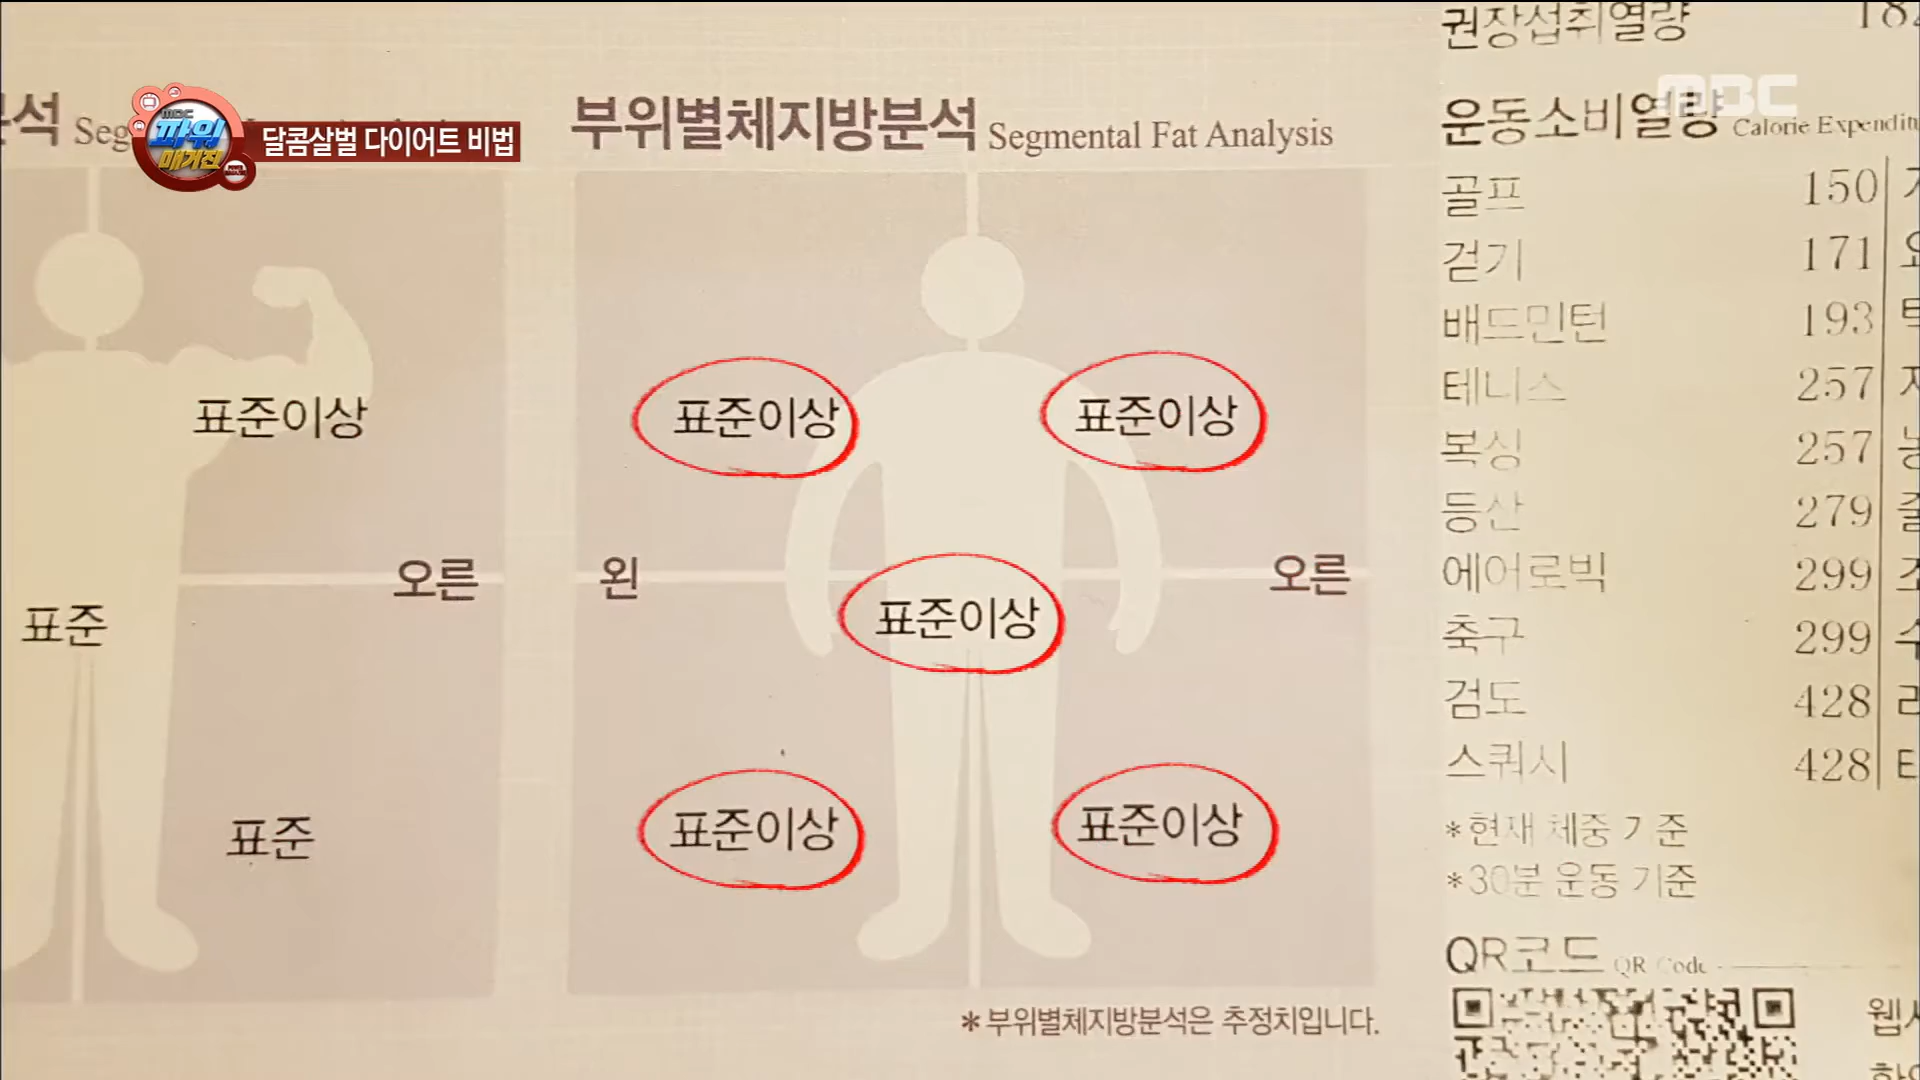 권장섭취열량
MBC
MBC
파워
매거진
달콤살벌 다이어트 비법
분석 Seg
부위별체지방분석 Segmental Fat Analysis
운동소비열량 Calorie Expenditu
골프 150
걷기 171
배드민턴 193
테니스 257
복싱 257
등산 279
에어로빅 299
축구 299
검도 428
스쿼시 428
표준이상
오른
표준
표준
표준이상
표준이상
왼
표준이상
오른
표준이상
표준이상
*현재 체중 기준
*30분 운동 기준
QR코드 QR Code
*부위별체지방분석은 추정치입니다.